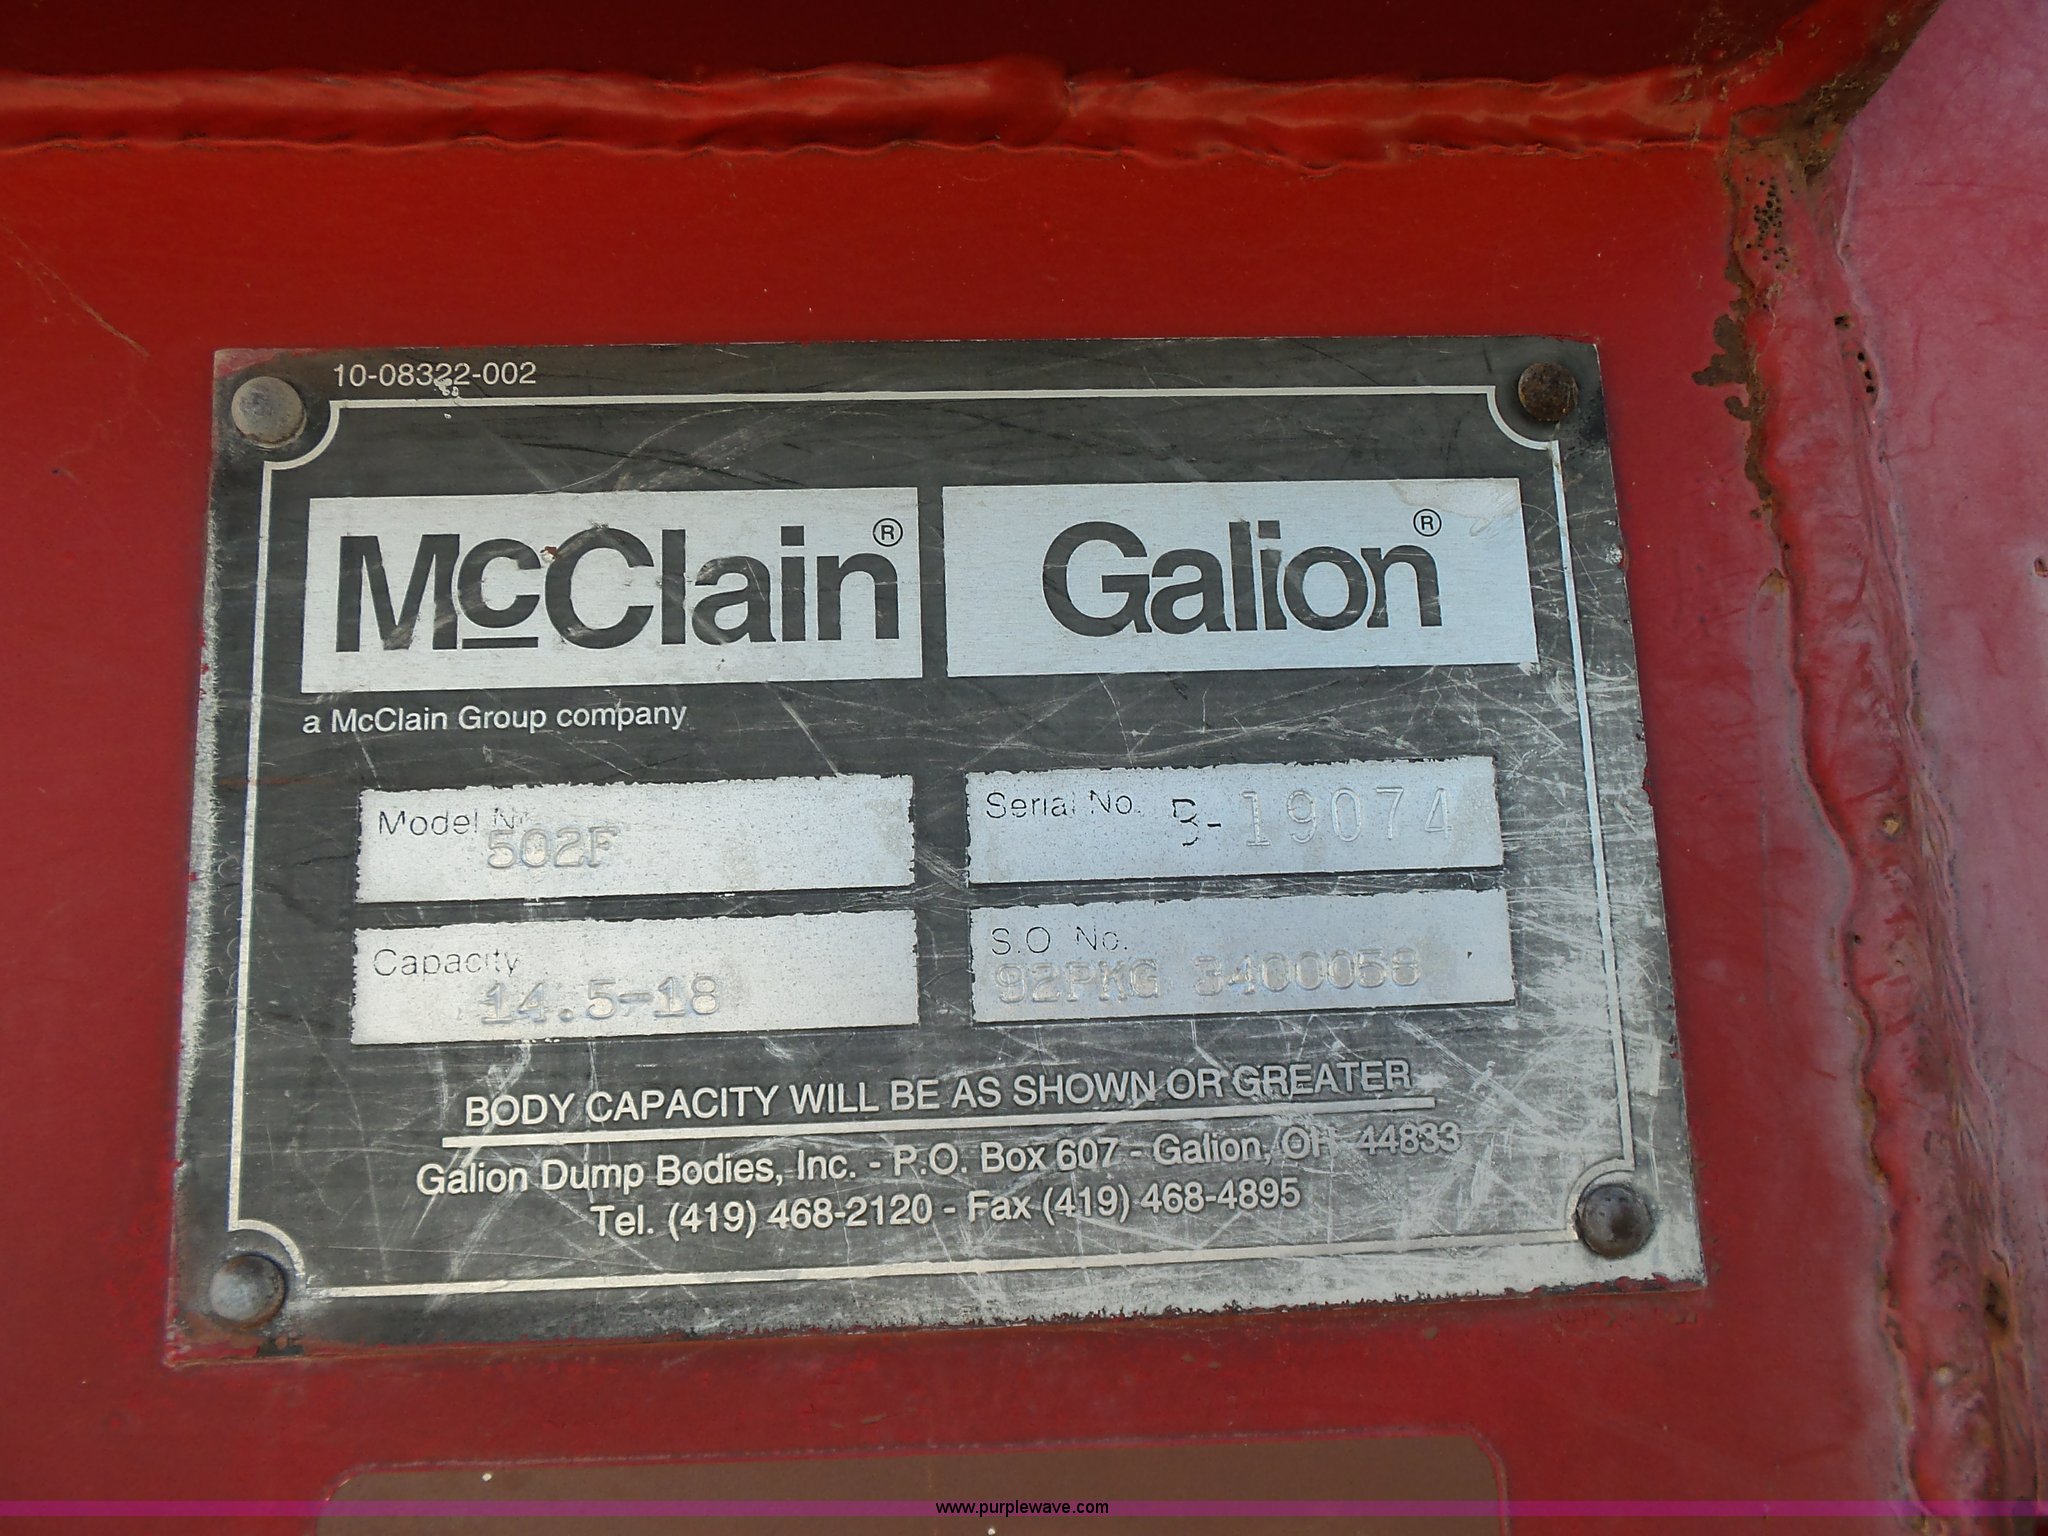 10-08322-002
McClain® Galion®
a McClain Group company
Model No. 502F
Serial No. B-19074
Capacity 14.5-18
S.O. No. 92PKG 3400058
BODY CAPACITY WILL BE AS SHOWN OR GREATER
Galion Dump Bodies, Inc. - P.O. Box 607 - Galion, OH 44833
Tel. (419) 468-2120 - Fax (419) 468-4895
www.purplewave.com